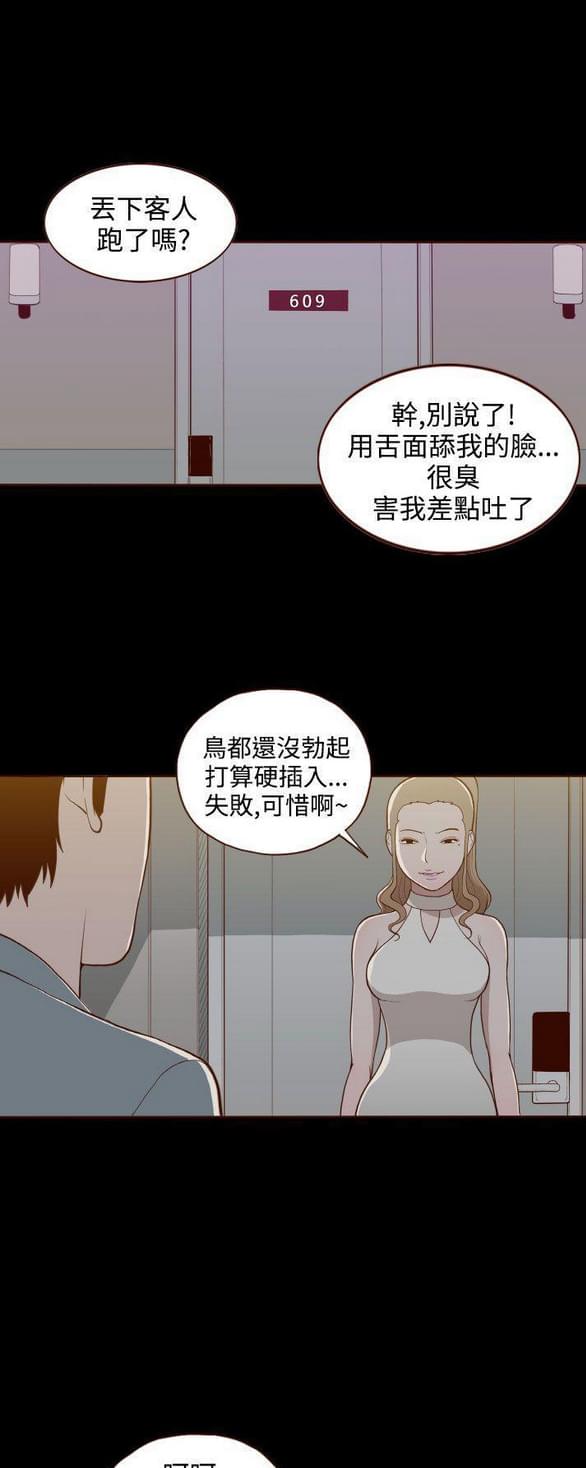 丟下客人
跑了嗎?
609
幹,別說了!
用舌面舔我的臉...
很臭
害我差點吐了
鳥都還沒勃起
打算硬插入...
失敗,可惜啊~